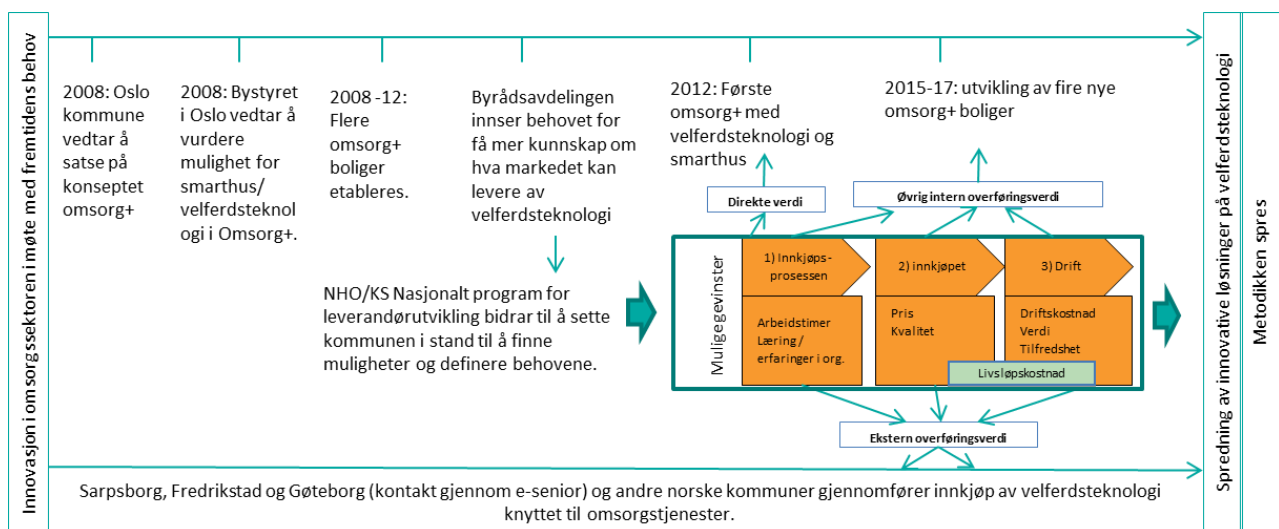 Innovasjon i omsorgssektoren i møte med fremtidens behov
2008: Oslo
kommune
vedtar å
satse på
konseptet
omsorg+
2008: Bystyret
i Oslo vedtar å
vurdere
mulighet for
smarthus/
velferdsteknol
ogi i Omsorg+.
2008 -12:
Flere
omsorg+
boliger
etableres.
Byrådsavdelingen
innser behovet for
få mer kunnskap om
hva markedet kan
levere av
velferdsteknologi
2012: Første
omsorg+ med
velferdsteknologi og
smarthus
2015-17: utvikling av fire nye
omsorg+ boliger
Direkte verdi
Øvrig intern overføringsverdi
NHO/KS Nasjonalt program for
leverandørutvikling bidrar til å sette
kommunen i stand til å finne
muligheter og definere behovene.
Muligegevinster
1) Innkjøps-
prosessen
2) innkjøpet
3) Drift
Arbeidstimer
Læring /
erfaringer i org.
Pris
Kvalitet
Driftskostnad
Verdi
Tilfredshet
Livsløpskostnad
Ekstern overføringsverdi
Sarpsborg, Fredrikstad og Gøteborg (kontakt gjennom e-senior) og andre norske kommuner gjennomfører innkjøp av velferdsteknologi
knyttet til omsorgstjenester.
Spredning av innovative løsninger på velferdsteknologi
Metodikken spres